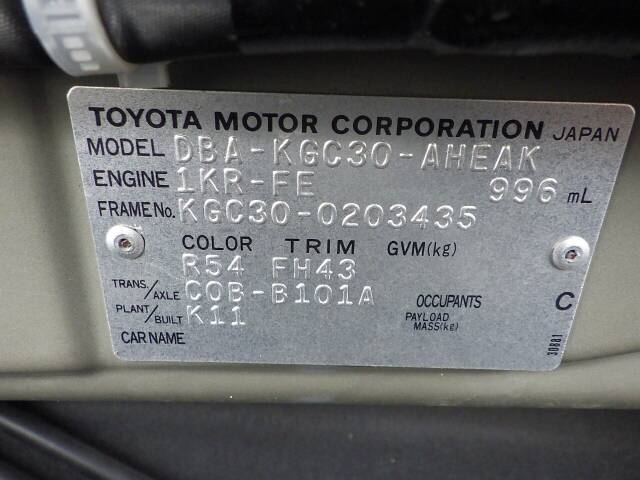 TOYOTA MOTOR CORPORATION JAPAN
MODEL DBA-KGC30-AHEAK
ENGINE 1KR-FE 996 mL
FRAME No. KGC30-0203435
COLOR TRIM GVM(kg)
R54 FH43
TRANS./AXLE C0B-B101A OCCUPANTS C
PLANT/BUILT K11 PAYLOAD MASS(kg)
CAR NAME
30881